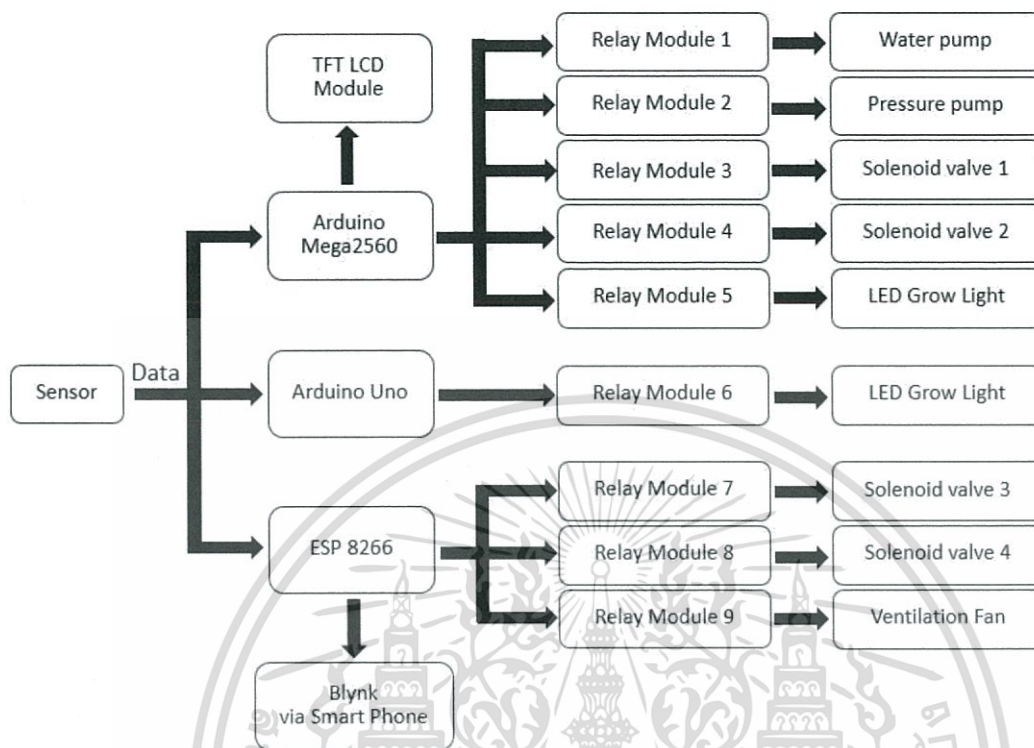 Relay Module 1
Water pump
TFT LCD
Module
Relay Module 2
Pressure pump
Relay Module 3
Solenoid valve 1
Arduino
Mega2560
Relay Module 4
Solenoid valve 2
Relay Module 5
LED Grow Light
Data
Sensor
Arduino Uno
Relay Module 6
LED Grow Light
Relay Module 7
Solenoid valve 3
ESP 8266
Relay Module 8
Solenoid valve 4
Relay Module 9
Ventilation Fan
Blynk
via Smart Phone